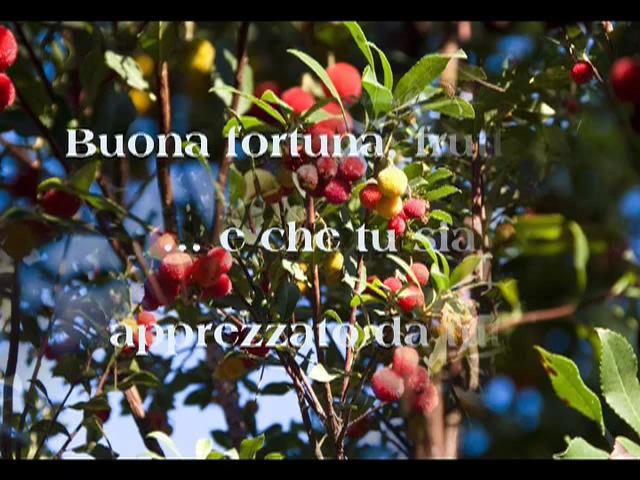 Buona fortuna,
... e che tu sia
apprezzato da